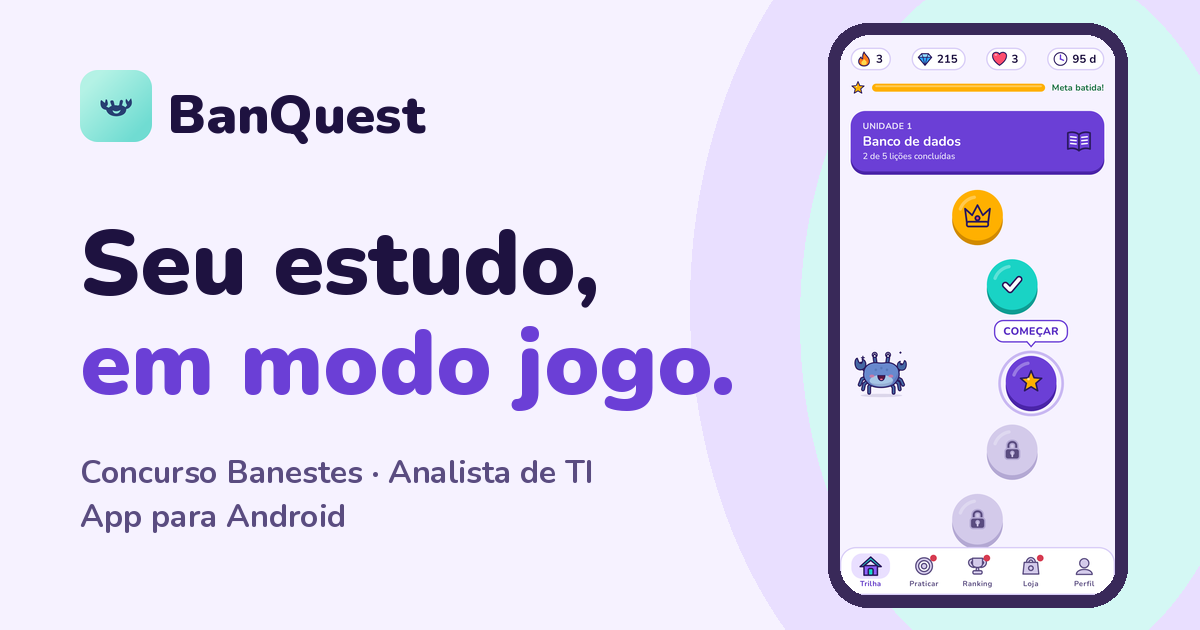 BanQuest
Seu estudo,
em modo jogo.
Concurso Banestes · Analista de TI
App para Android
3
215
3
95 d
Meta batida!
UNIDADE 1
Banco de dados
2 de 5 lições concluídas
COMEÇAR
Trilha
Praticar
Ranking
Loja
Perfil